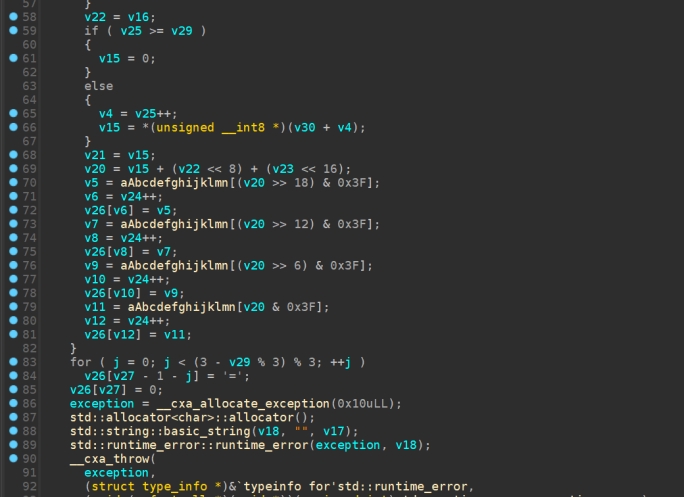 57 }
58 v22 = v16;
59 if ( v25 >= v29 )
60 {
61 v15 = 0;
62 }
63 else
64 {
65 v4 = v25++;
66 v15 = *(unsigned __int8 *)(v30 + v4);
67 }
68 v21 = v15;
69 v20 = v15 + (v22 << 8) + (v23 << 16);
70 v5 = aAbcdefghijklmn[(v20 >> 18) & 0x3F];
71 v6 = v24++;
72 v26[v6] = v5;
73 v7 = aAbcdefghijklmn[(v20 >> 12) & 0x3F];
74 v8 = v24++;
75 v26[v8] = v7;
76 v9 = aAbcdefghijklmn[(v20 >> 6) & 0x3F];
77 v10 = v24++;
78 v26[v10] = v9;
79 v11 = aAbcdefghijklmn[v20 & 0x3F];
80 v12 = v24++;
81 v26[v12] = v11;
82 }
83 for ( j = 0; j < (3 - v29 % 3) % 3; ++j )
84 v26[v27 - 1 - j] = '=';
85 v26[v27] = 0;
86 exception = __cxa_allocate_exception(0x10uLL);
87 std::allocator<char>::allocator();
88 std::string::basic_string(v18, "", v17);
89 std::runtime_error::runtime_error(exception, v18);
90 __cxa_throw(
91 exception,
92 (struct type_info *)&`typeinfo for'std::runtime_error,